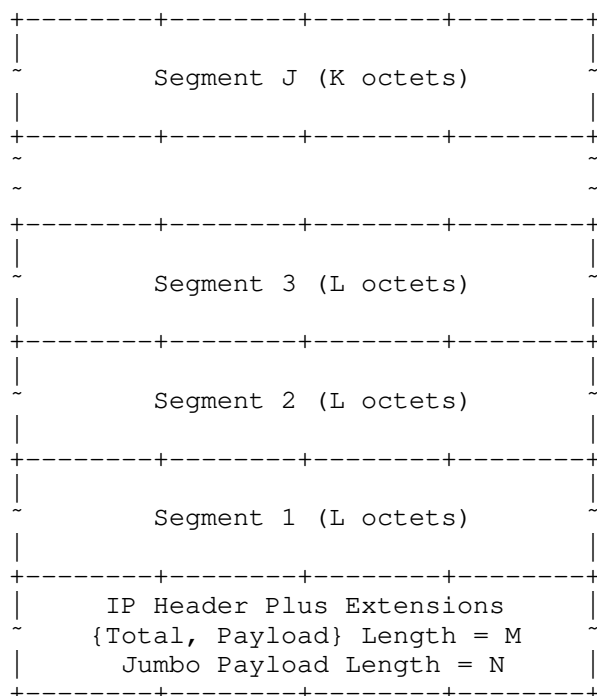 Segment J (K octets)
Segment 3 (L octets)
Segment 2 (L octets)
Segment 1 (L octets)
IP Header Plus Extensions
{Total, Payload} Length = M
Jumbo Payload Length = N